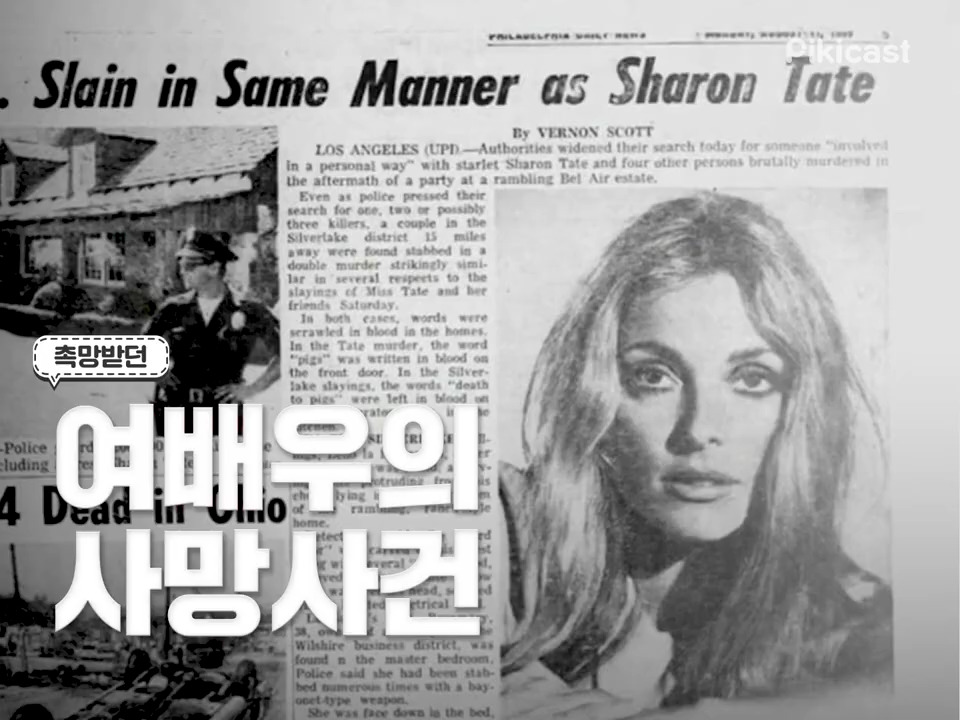 PHILADELPHIA DAILY NEWS
Pikicast
. Slain in Same Manner as Sharon Tate
By VERNON SCOTT
LOS ANGELES (UPI).—Authorities widened their search today for someone "involved
in a personal way" with starlet Sharon Tate and four other persons brutally murdered in
the aftermath of a party at a rambling Bel Air estate.
Even as police pressed their
search for one, two or possibly
three killers, a couple in the
Silverlake district 15 miles
away were found stabbed in a
double murder strikingly simi-
lar in several respects to the
slayings of Miss Tate and her
friends Saturday.
In both cases, words were
scrawled in blood in the homes.
In the Tate murder, the word
"pigs" was written in blood on
the front door. In the Silver-
lake slayings, the words "death
to pigs" were left in blood on
촉망받던
여배우의
사망사건
-Police
4 Dead in Ohio
home.
Wilshire business district, was
found n the master bedroom.
Police said she had been stab-
bed numerous times with a bay-
onet-type weapon.
She was face down in the bed,